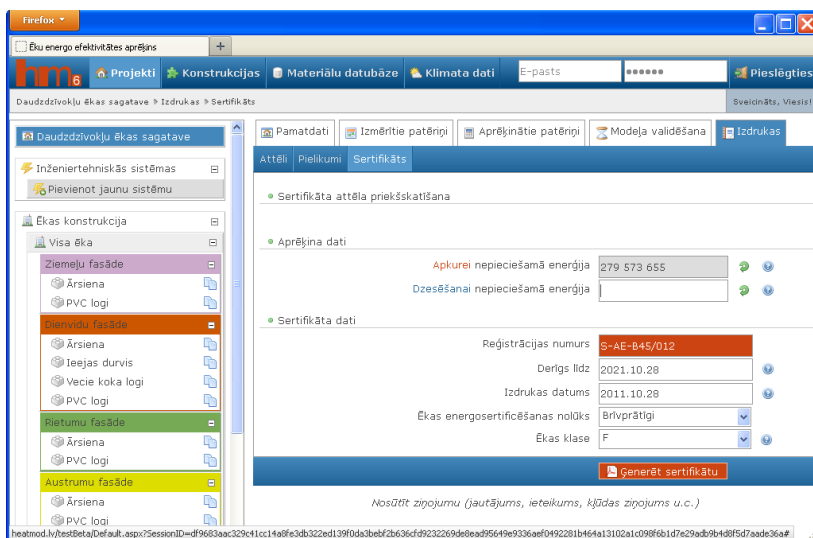 Firefox
Ēku energo efektivitātes aprēķins
hm6 Projekti Konstrukcijas Materiālu datubāze Klimata dati E-pasts Pieslēgties
Daudzdzīvokļu ēkas sagatave Izdrukas Sertifikāts Sveicināts, Viesis!
Daudzdzīvokļu ēkas sagatave
Pamatdati Izmērītie patēriņi Aprēķinātie patēriņi Modeļa validēšana Izdrukas
Attēli Pielikumi Sertifikāts
Inženiertehniskās sistēmas
Pievienot jaunu sistēmu
Ēkas konstrukcija
Visa ēka
Ziemeļu fasāde
Ārsiena
PVC logi
Dienvidu fasāde
Ārsiena
Ieejas durvis
Vecie koka logi
PVC logi
Rietumu fasāde
Ārsiena
PVC logi
Austrumu fasāde
Ārsiena
PVC logi
Sertifikāta attēla priekšskatīšana
Aprēķina dati
Apkurei nepieciešamā enerģija 279 573 655
Dzesēšanai nepieciešamā enerģija
Sertifikāta dati
Reģistrācijas numurs S-AE-B45/012
Derīgs līdz 2021.10.28
Izdrukas datums 2011.10.28
Ēkas energosertificēšanas nolūks Brīvprātīgi
Ēkas klase F
Ģenerēt sertifikātu
Nosūtīt ziņojumu (jautājums, ieteikums, kļūdas ziņojums u.c.)
heatmod.lv/testBeta/Default.aspx?SessionID=df9683aac329c41cc14a8fe3db322ed139f0da3bebf2b636cfd9232269de8ead95649e9336aef0492281b464a13102a1c098f6b1d7e29adb9b4d8f5d7aade36a#